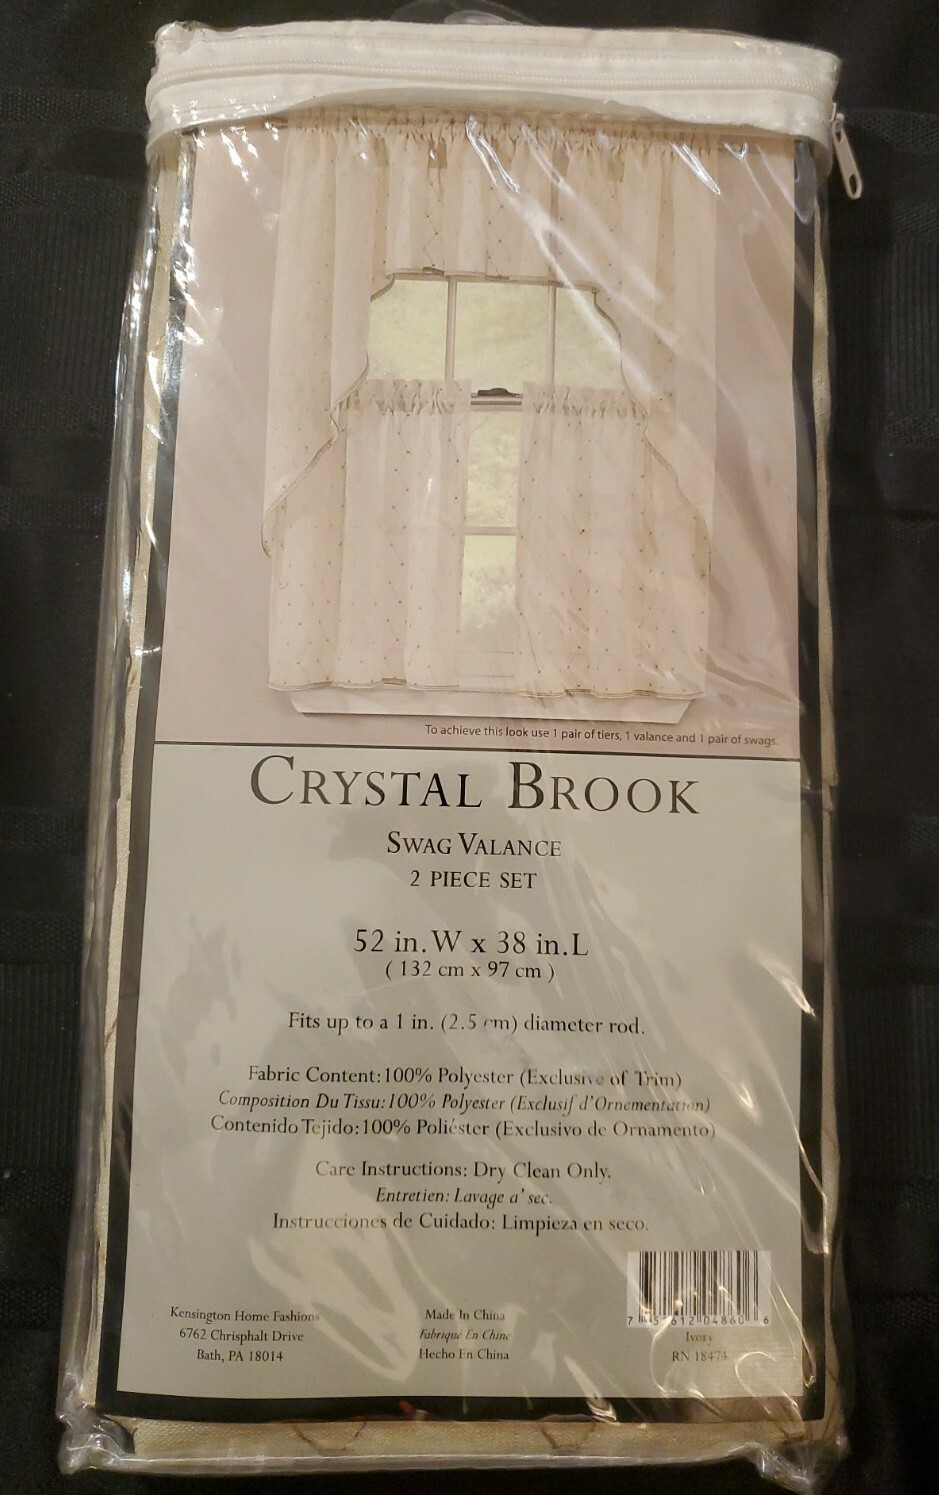 To achieve this look use 1 pair of tiers, 1 valance and 1 pair of swags.
CRYSTAL BROOK
SWAG VALANCE
2 PIECE SET
52 in.W x 38 in.L
( 132 cm x 97 cm )
Fits up to a 1 in. (2.5 cm) diameter rod.
Fabric Content: 100% Polyester (Exclusive of Trim)
Composition Du Tissu: 100% Polyester (Exclusif d'Ornementation)
Contenido Tejido: 100% Poliéster (Exclusivo de Ornamento)
Care Instructions: Dry Clean Only.
Entretien: Lavage a' sec.
Instrucciones de Cuidado: Limpieza en seco.
Kensington Home Fashions
6762 Chrisphalt Drive
Bath, PA 18014
Made In China
Fabriqué En Chine
Hecho En China
7 51612 04860 6
Ivory
RN 18474